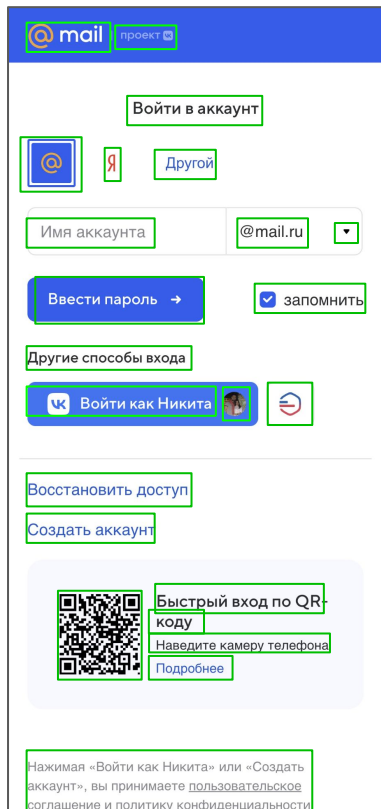 @ mail проект VK
Войти в аккаунт
@ Я Другой
Имя аккаунта @mail.ru
Ввести пароль → запомнить
Другие способы входа
VK Войти как Никита
Восстановить доступ
Создать аккаунт
Быстрый вход по QR-
коду
Наведите камеру телефона
Подробнее
Нажимая «Войти как Никита» или «Создать
аккаунт», вы принимаете пользовательское
соглашение и политику конфиденциальности